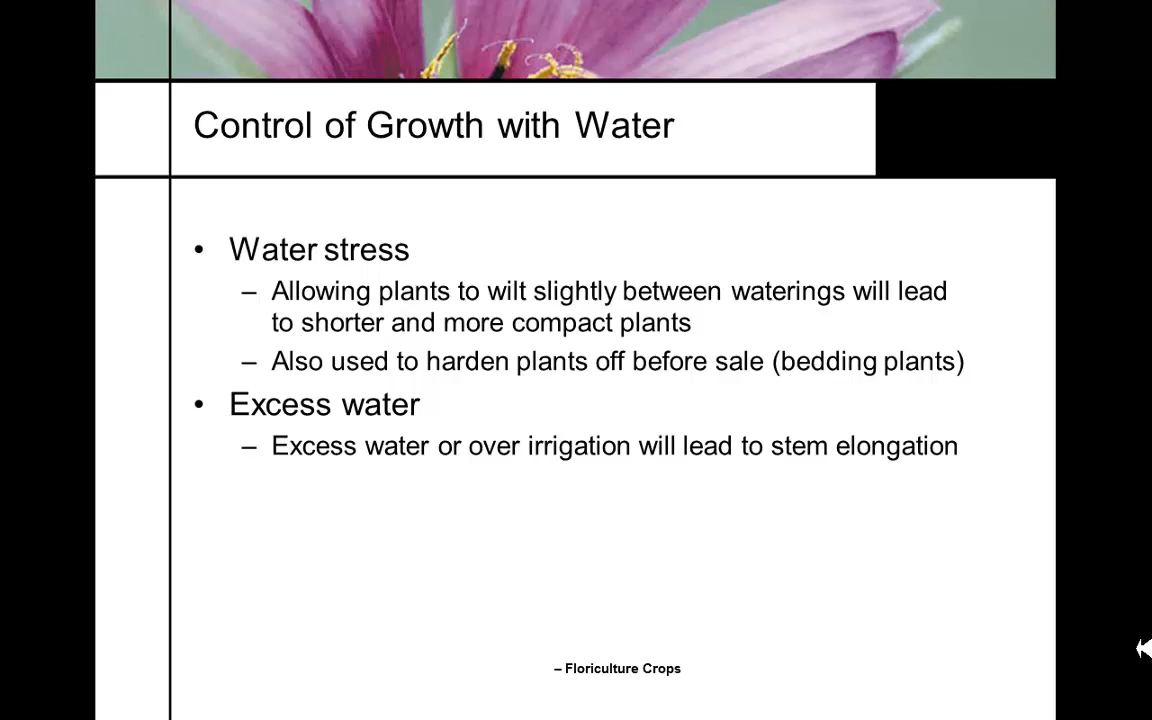 Control of Growth with Water
• Water stress
– Allowing plants to wilt slightly between waterings will lead
to shorter and more compact plants
– Also used to harden plants off before sale (bedding plants)
• Excess water
– Excess water or over irrigation will lead to stem elongation
– Floriculture Crops